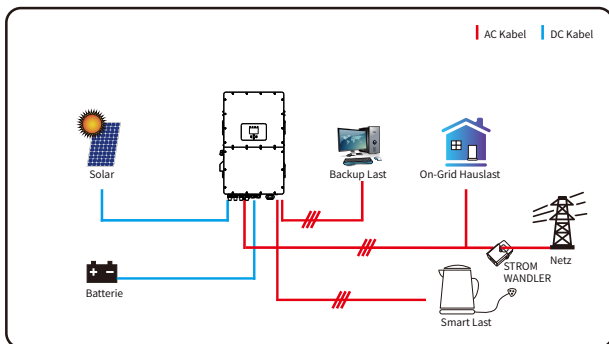 AC Kabel
DC Kabel
Solar
Backup Last
On-Grid Hauslast
Batterie
STROM
WANDLER
Netz
Smart Last